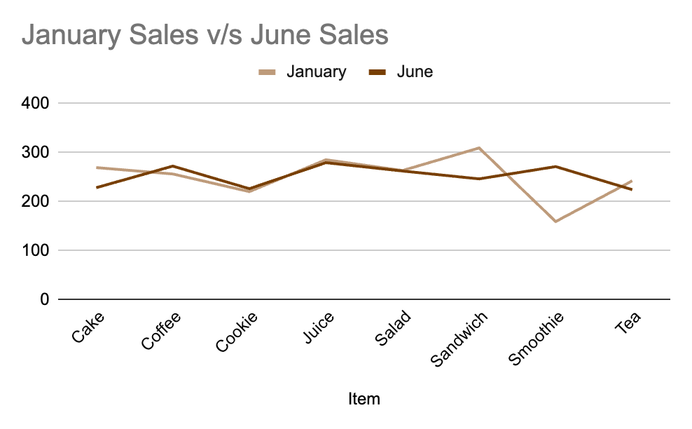 January Sales v/s June Sales
January June
400
300
200
100
0
Cake Coffee Cookie Juice Salad Sandwich Smoothie Tea
Item